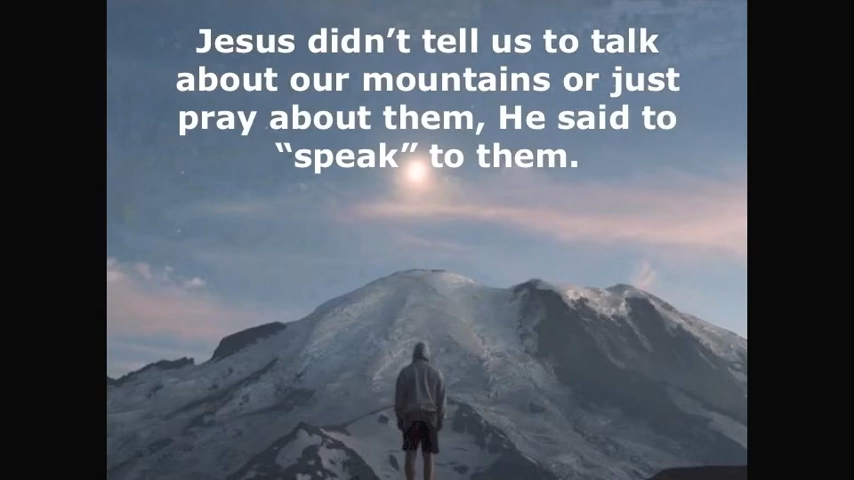 Jesus didn’t tell us to talk
about our mountains or just
pray about them, He said to
“speak” to them.